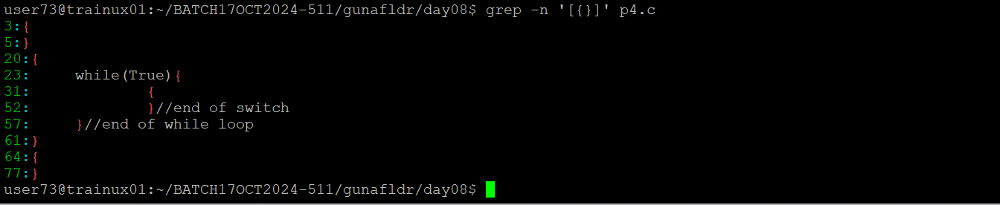 user73@trainux01:~/BATCH17OCT2024-511/gunafldr/day08$ grep -n '[{}]' p4.c
3:{
5:}
20:{
23:     while(True){
31:             {
52:             }//end of switch
57:     }//end of while loop
61:}
64:{
77:}
user73@trainux01:~/BATCH17OCT2024-511/gunafldr/day08$